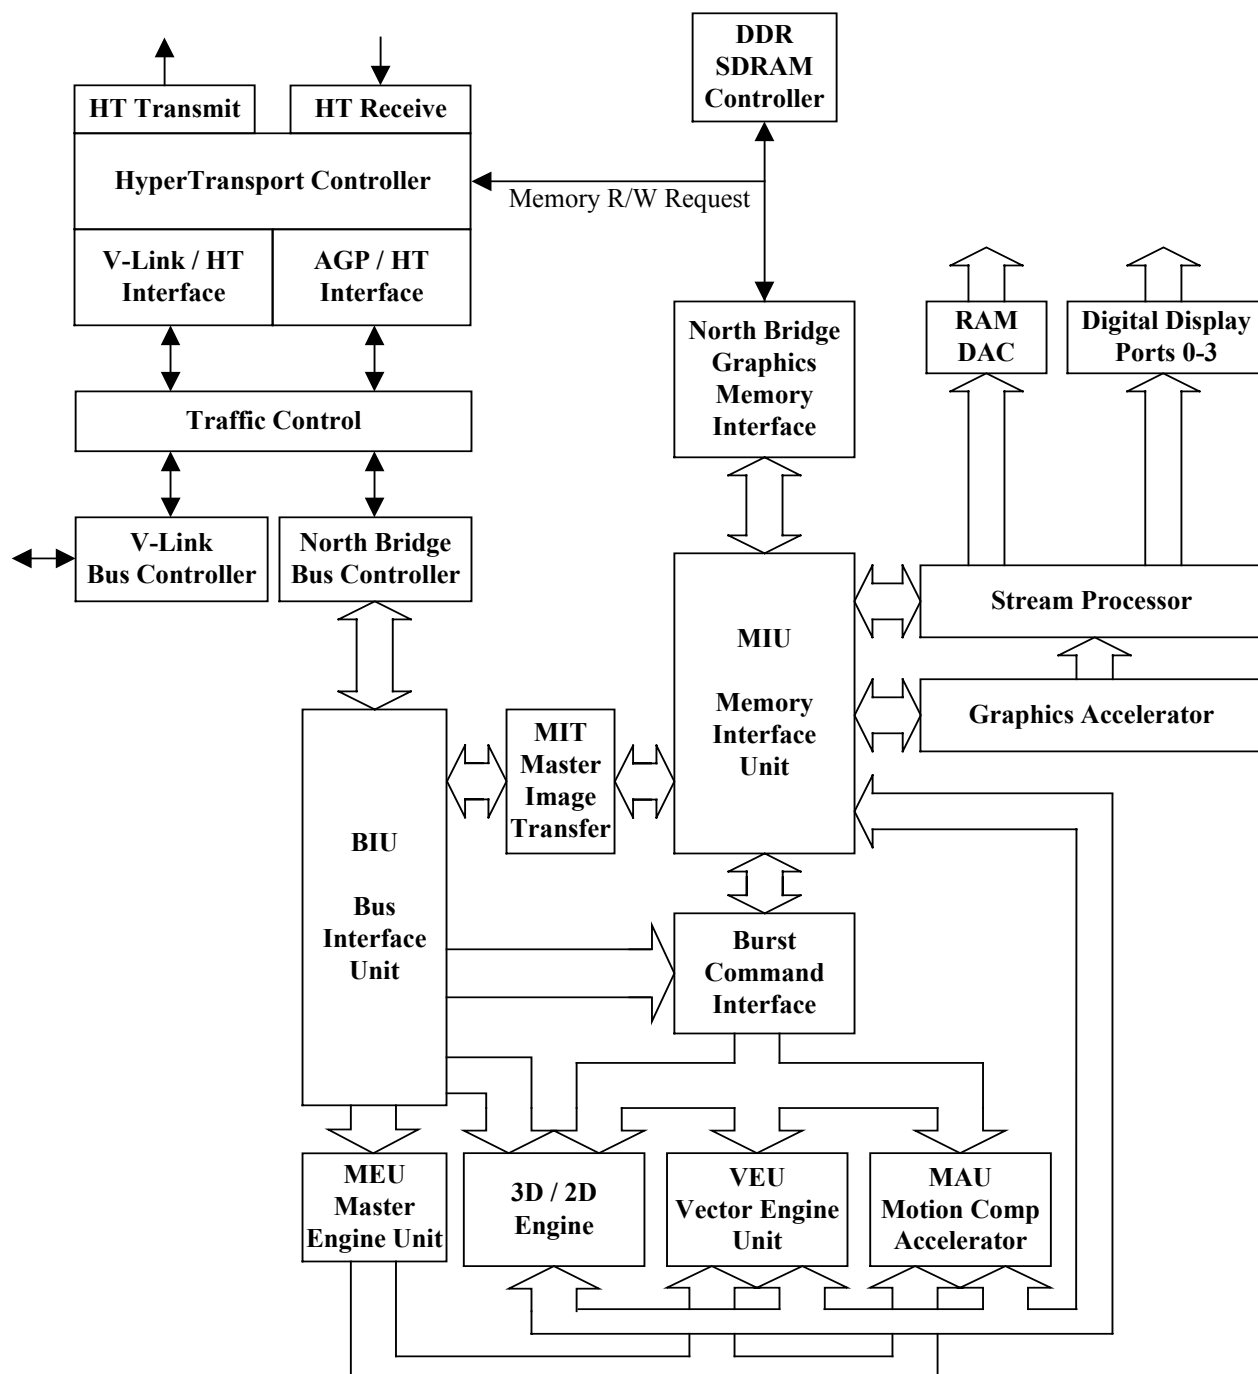 DDR
SDRAM
Controller
HT Transmit
HT Receive
HyperTransport Controller
Memory R/W Request
V-Link / HT
Interface
AGP / HT
Interface
North Bridge
Graphics
Memory
Interface
RAM
DAC
Digital Display
Ports 0-3
Traffic Control
V-Link
Bus Controller
North Bridge
Bus Controller
MIU
Memory
Interface
Unit
Stream Processor
Graphics Accelerator
MIT
Master
Image
Transfer
BIU
Bus
Interface
Unit
Burst
Command
Interface
MEU
Master
Engine Unit
3D / 2D
Engine
VEU
Vector Engine
Unit
MAU
Motion Comp
Accelerator